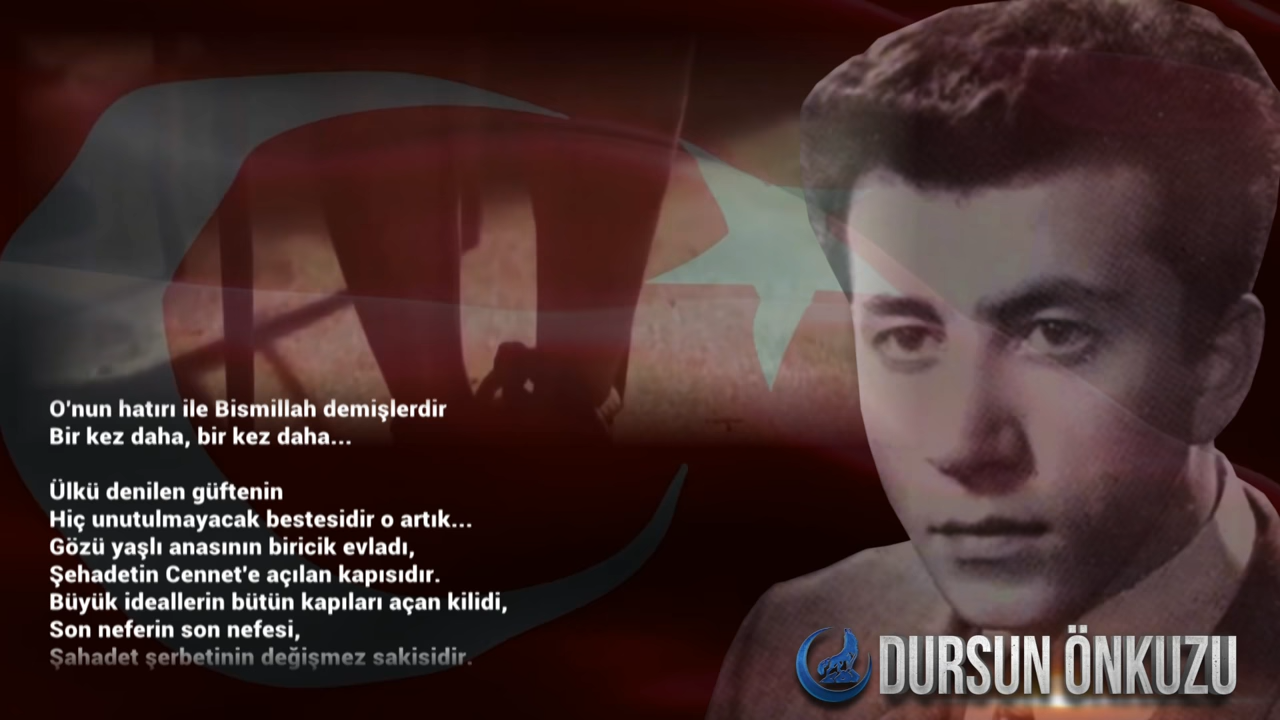 O'nun hatırı ile Bismillah demişlerdir
Bir kez daha, bir kez daha...
Ülkü denilen güftenin
Hiç unutulmayacak bestesidir o artık...
Gözü yaşlı anasının biricik evladı,
Şehadetin Cennet'e açılan kapısıdır.
Büyük ideallerin bütün kapıları açan kilidi,
Son neferin son nefesi,
Şahadet şerbetinin değişmez sakisidir.
DURSUN ÖNKUZU